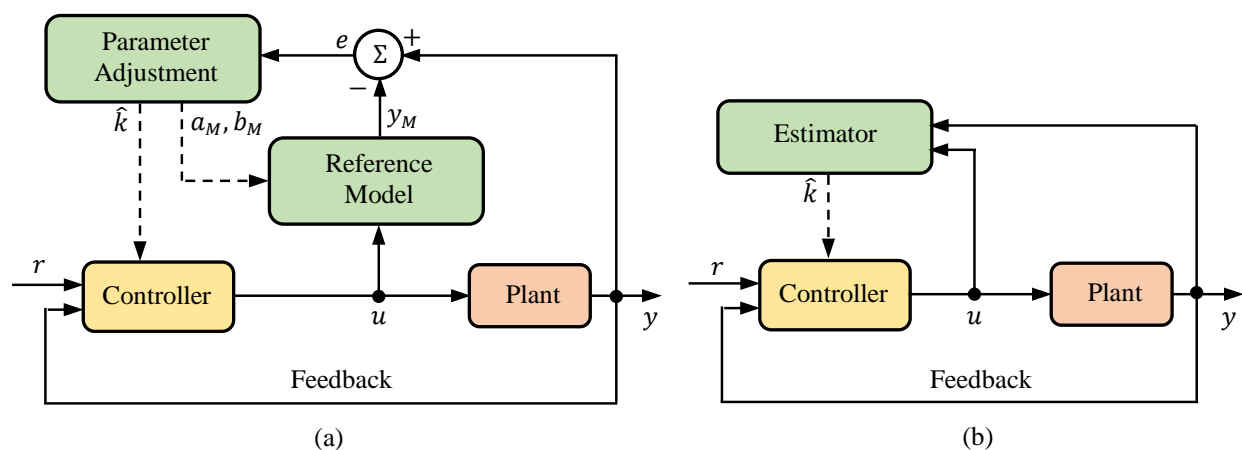 Parameter
Adjustment
e
Σ
+
−
k̂
a_M, b_M
y_M
Reference
Model
r
Controller
u
Plant
y
Feedback
(a)
Estimator
k̂
r
Controller
u
Plant
y
Feedback
(b)